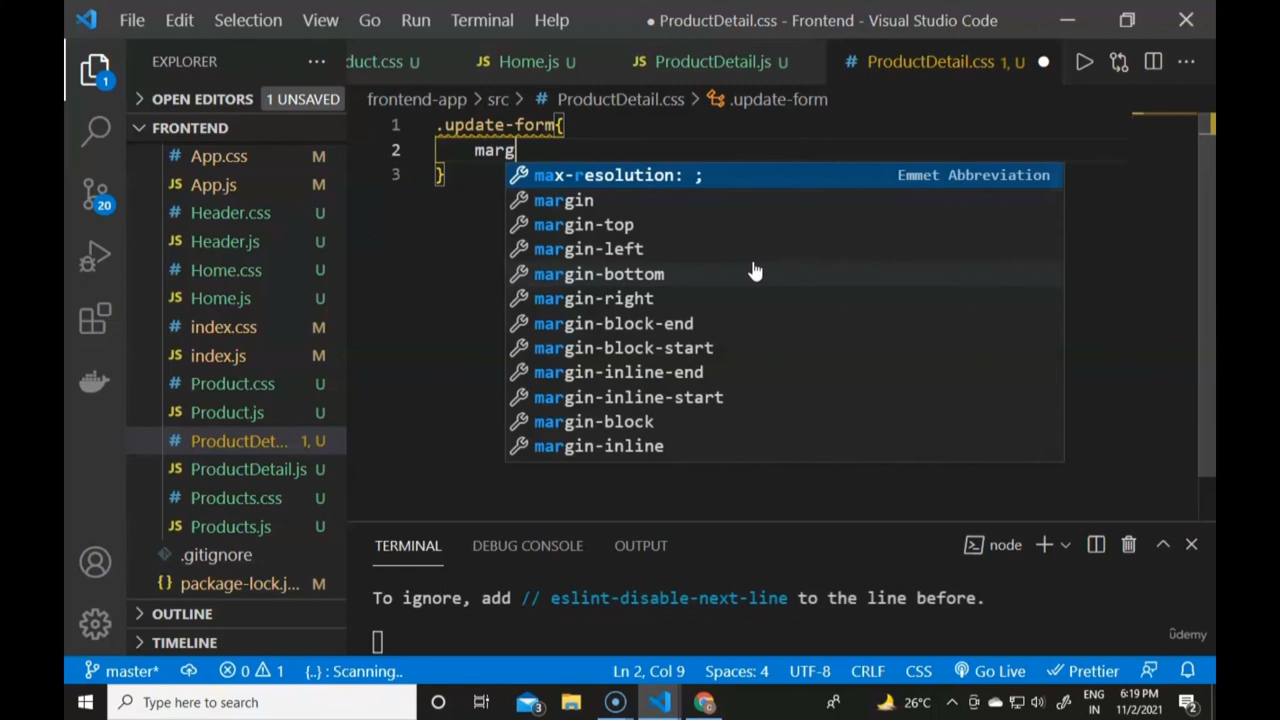 File Edit Selection View Go Run Terminal Help
● ProductDetail.css - Frontend - Visual Studio Code
EXPLORER
duct.css U
JS Home.js U
JS ProductDetail.js U
# ProductDetail.css 1, U
OPEN EDITORS 1 UNSAVED
frontend-app > src > # ProductDetail.css > .update-form
FRONTEND
# App.css M
JS App.js M
# Header.css U
JS Header.js U
# Home.css U
JS Home.js U
# index.css M
JS index.js M
# Product.css U
JS Product.js U
# ProductDet... 1, U
JS ProductDetail.js U
# Products.css U
JS Products.js U
.gitignore
{} package-lock.j... M
OUTLINE
TIMELINE
1
20
1 .update-form{
2 marg
3 }
max-resolution: ; Emmet Abbreviation
margin
margin-top
margin-left
margin-bottom
margin-right
margin-block-end
margin-block-start
margin-inline-end
margin-inline-start
margin-block
margin-inline
TERMINAL DEBUG CONSOLE OUTPUT
node
To ignore, add // eslint-disable-next-line to the line before.
ûdemy
master* 0 1 {..} : Scanning.. Ln 2, Col 9 Spaces: 4 UTF-8 CRLF CSS Go Live Prettier
Type here to search
3
26°C
ENG
IN
6:19 PM
11/2/2021
2